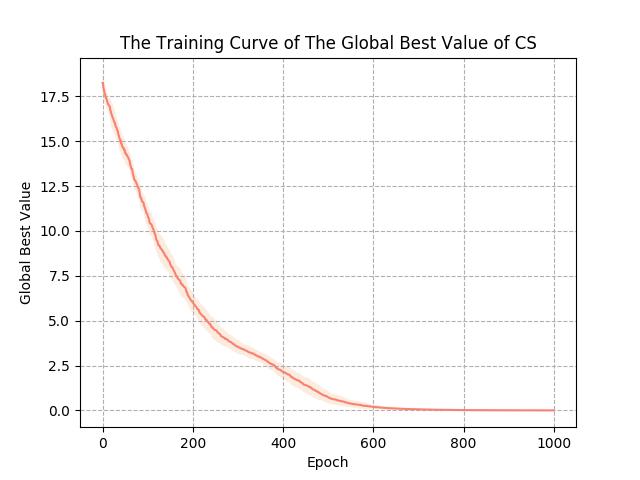 The Training Curve of The Global Best Value of CS
Global Best Value
17.5
15.0
12.5
10.0
7.5
5.0
2.5
0.0
0 200 400 600 800 1000
Epoch